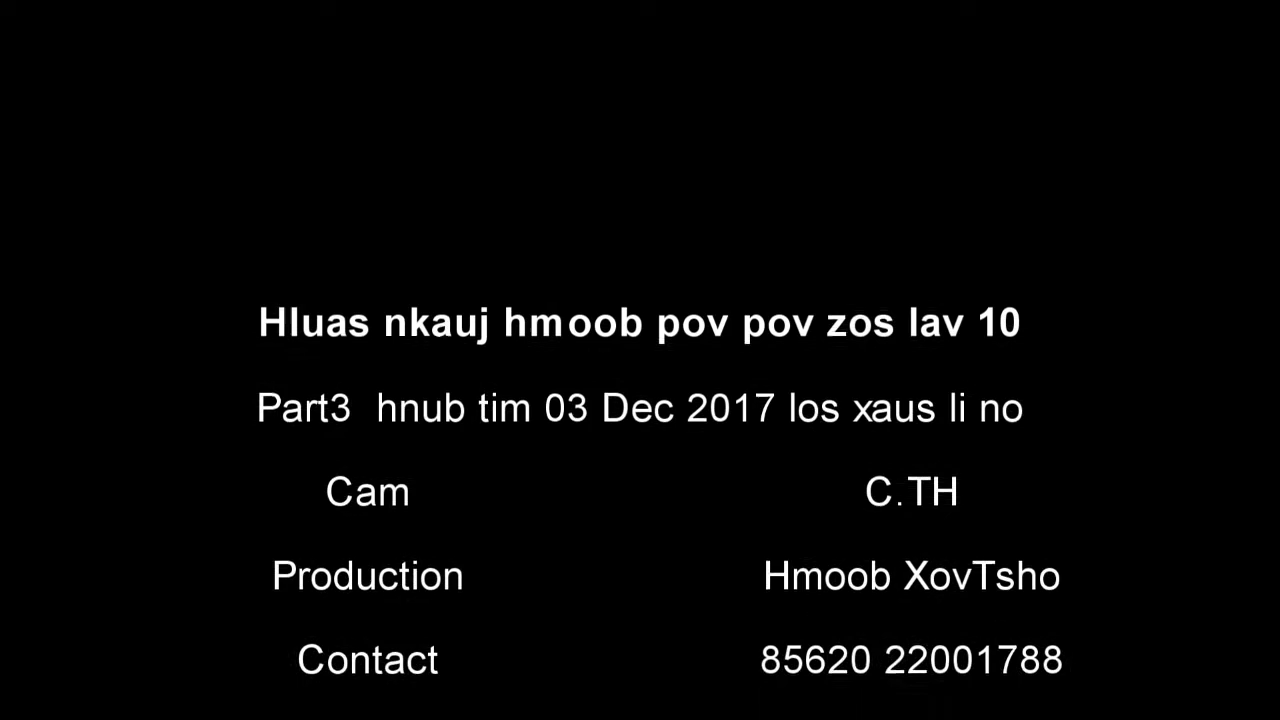 Hluas nkauj hmoob pov pov zos lav 10
Part3 hnub tim 03 Dec 2017 los xaus li no
Cam C.TH
Production Hmoob XovTsho
Contact 85620 22001788